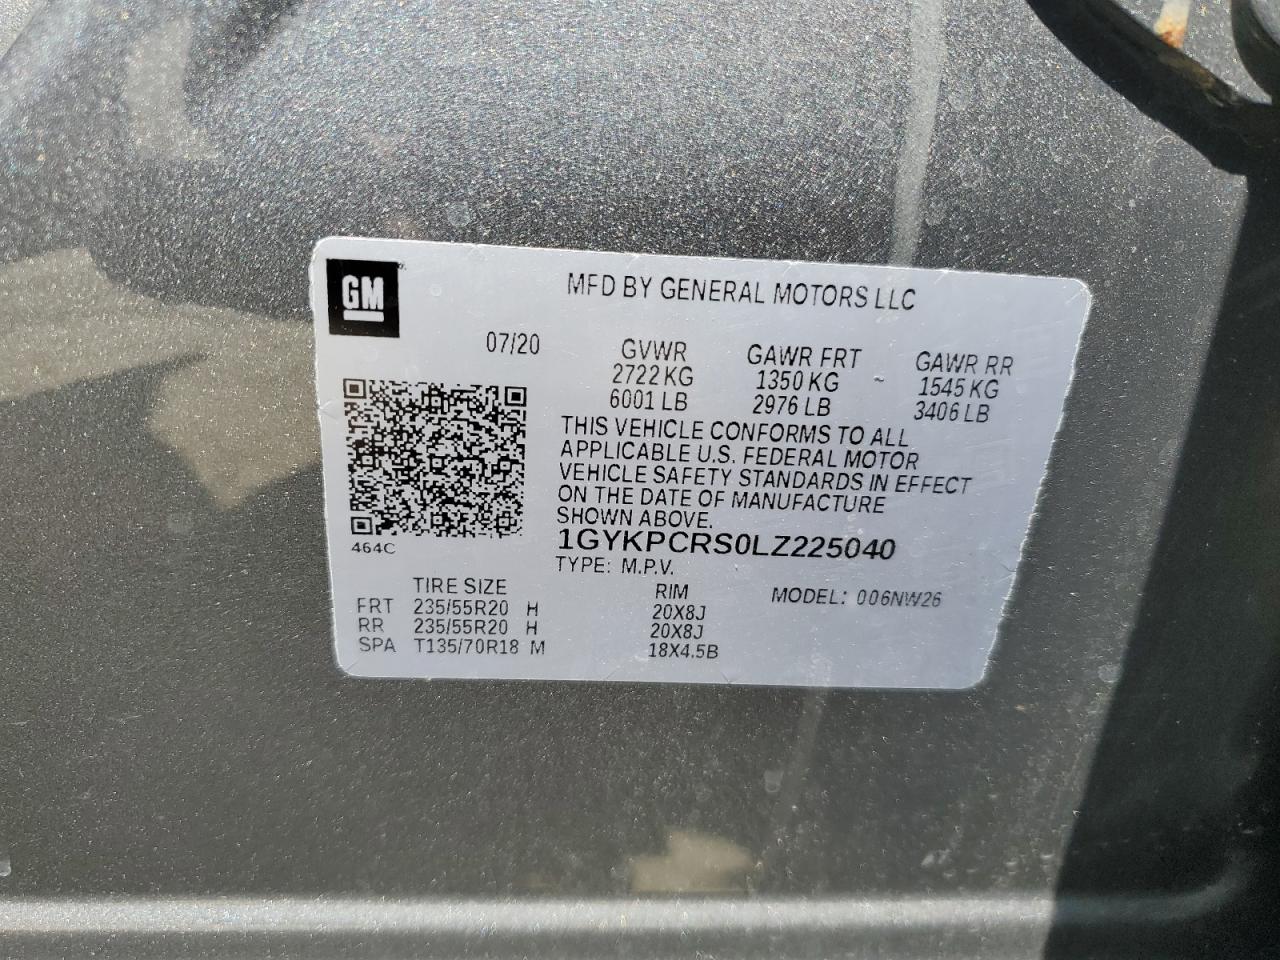 GM
MFD BY GENERAL MOTORS LLC
07/20
GVWR GAWR FRT GAWR RR
2722 KG 1350 KG ~ 1545 KG
6001 LB 2976 LB 3406 LB
THIS VEHICLE CONFORMS TO ALL
APPLICABLE U.S. FEDERAL MOTOR
VEHICLE SAFETY STANDARDS IN EFFECT
ON THE DATE OF MANUFACTURE
SHOWN ABOVE.
464C
1GYKPCRS0LZ225040
TYPE: M.P.V.
TIRE SIZE RIM MODEL: 006NW26
FRT 235/55R20 H 20X8J
RR 235/55R20 H 20X8J
SPA T135/70R18 M 18X4.5B